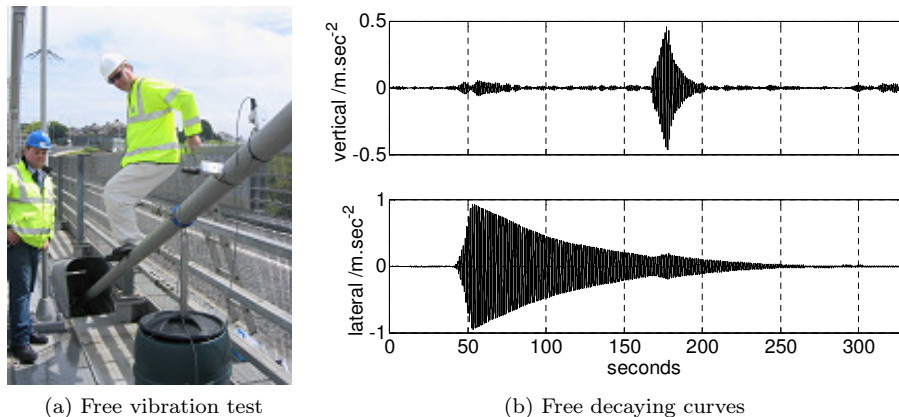 0.5
0
-0.5
vertical /m.sec-2
1
0
-1
lateral /m.sec-2
0 50 100 150 200 250 300
seconds
(a) Free vibration test
(b) Free decaying curves